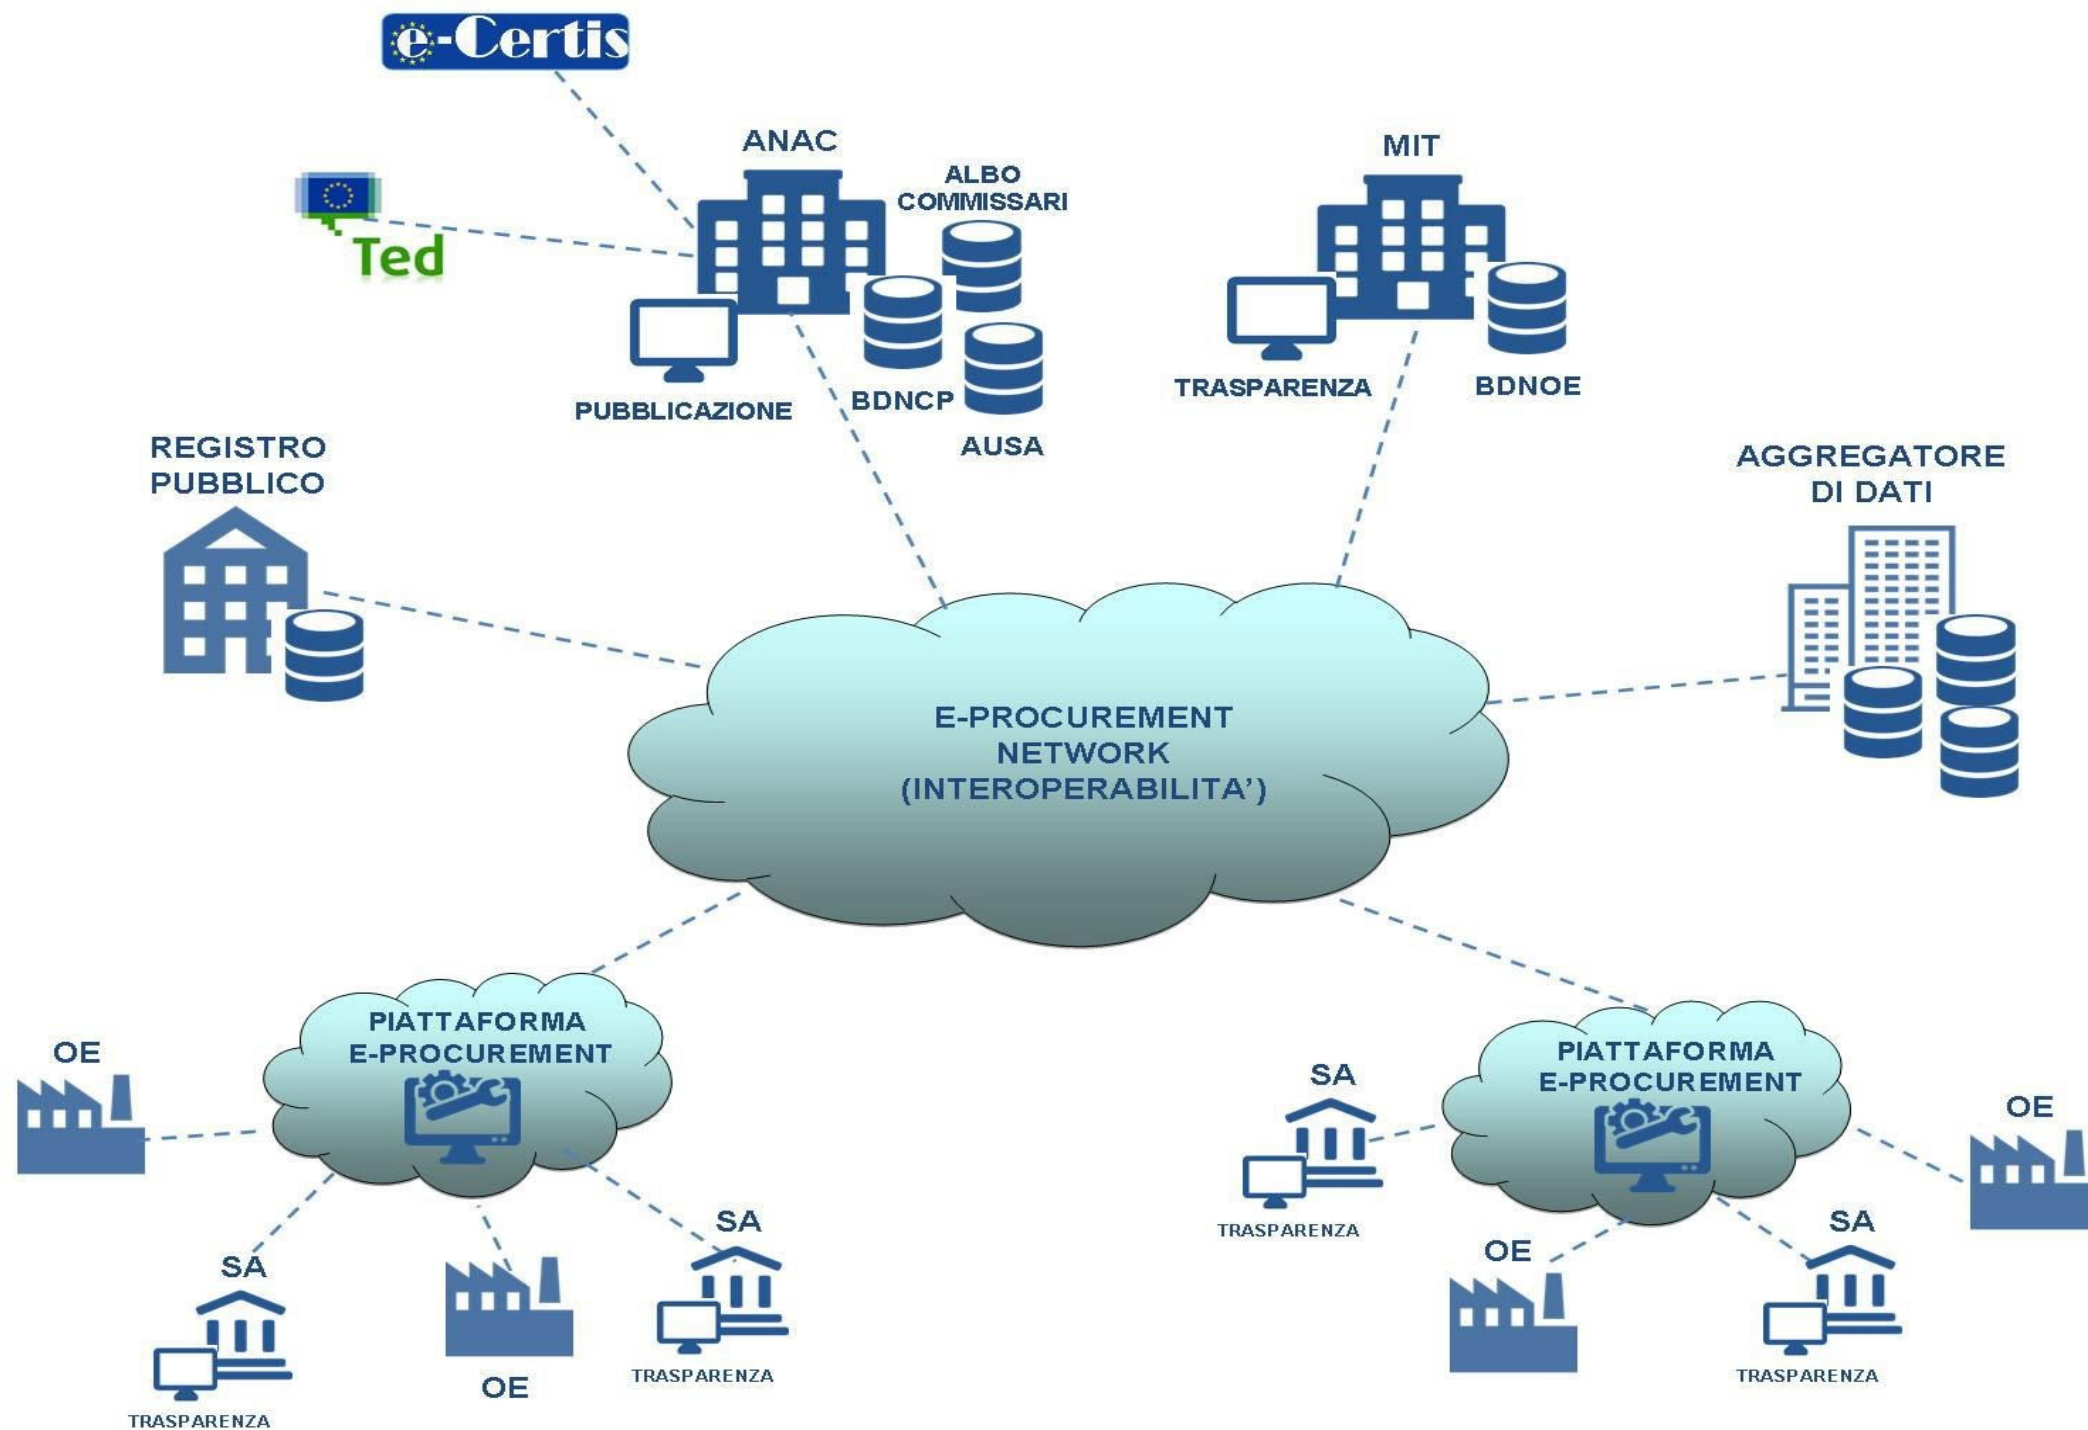 e-Certis
ANAC
MIT
ALBO
COMMISSARI
Ted
TRASPARENZA
BDNOE
BDNCP
PUBBLICAZIONE
AUSA
REGISTRO
PUBBLICO
AGGREGATORE
DI DATI
E-PROCUREMENT
NETWORK
(INTEROPERABILITA’)
PIATTAFORMA
E-PROCUREMENT
OE
PIATTAFORMA
E-PROCUREMENT
SA
OE
TRASPARENZA
SA
SA
OE
SA
TRASPARENZA
OE
TRASPARENZA
TRASPARENZA